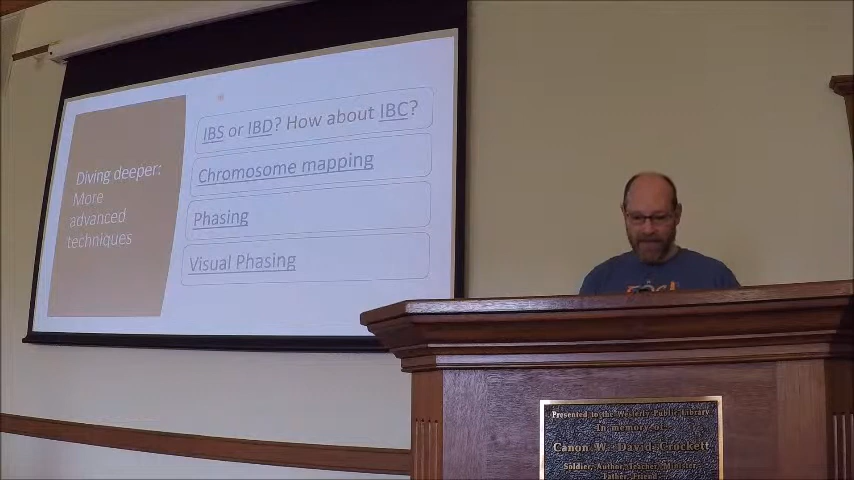 Diving deeper:
More
advanced
techniques
IBS or IBD? How about IBC?
Chromosome mapping
Phasing
Visual Phasing
Presented to the Westerly Public Library
In memory of
Canon W. David Crockett
Soldier, Author, Teacher, Minister,
Father, Friend